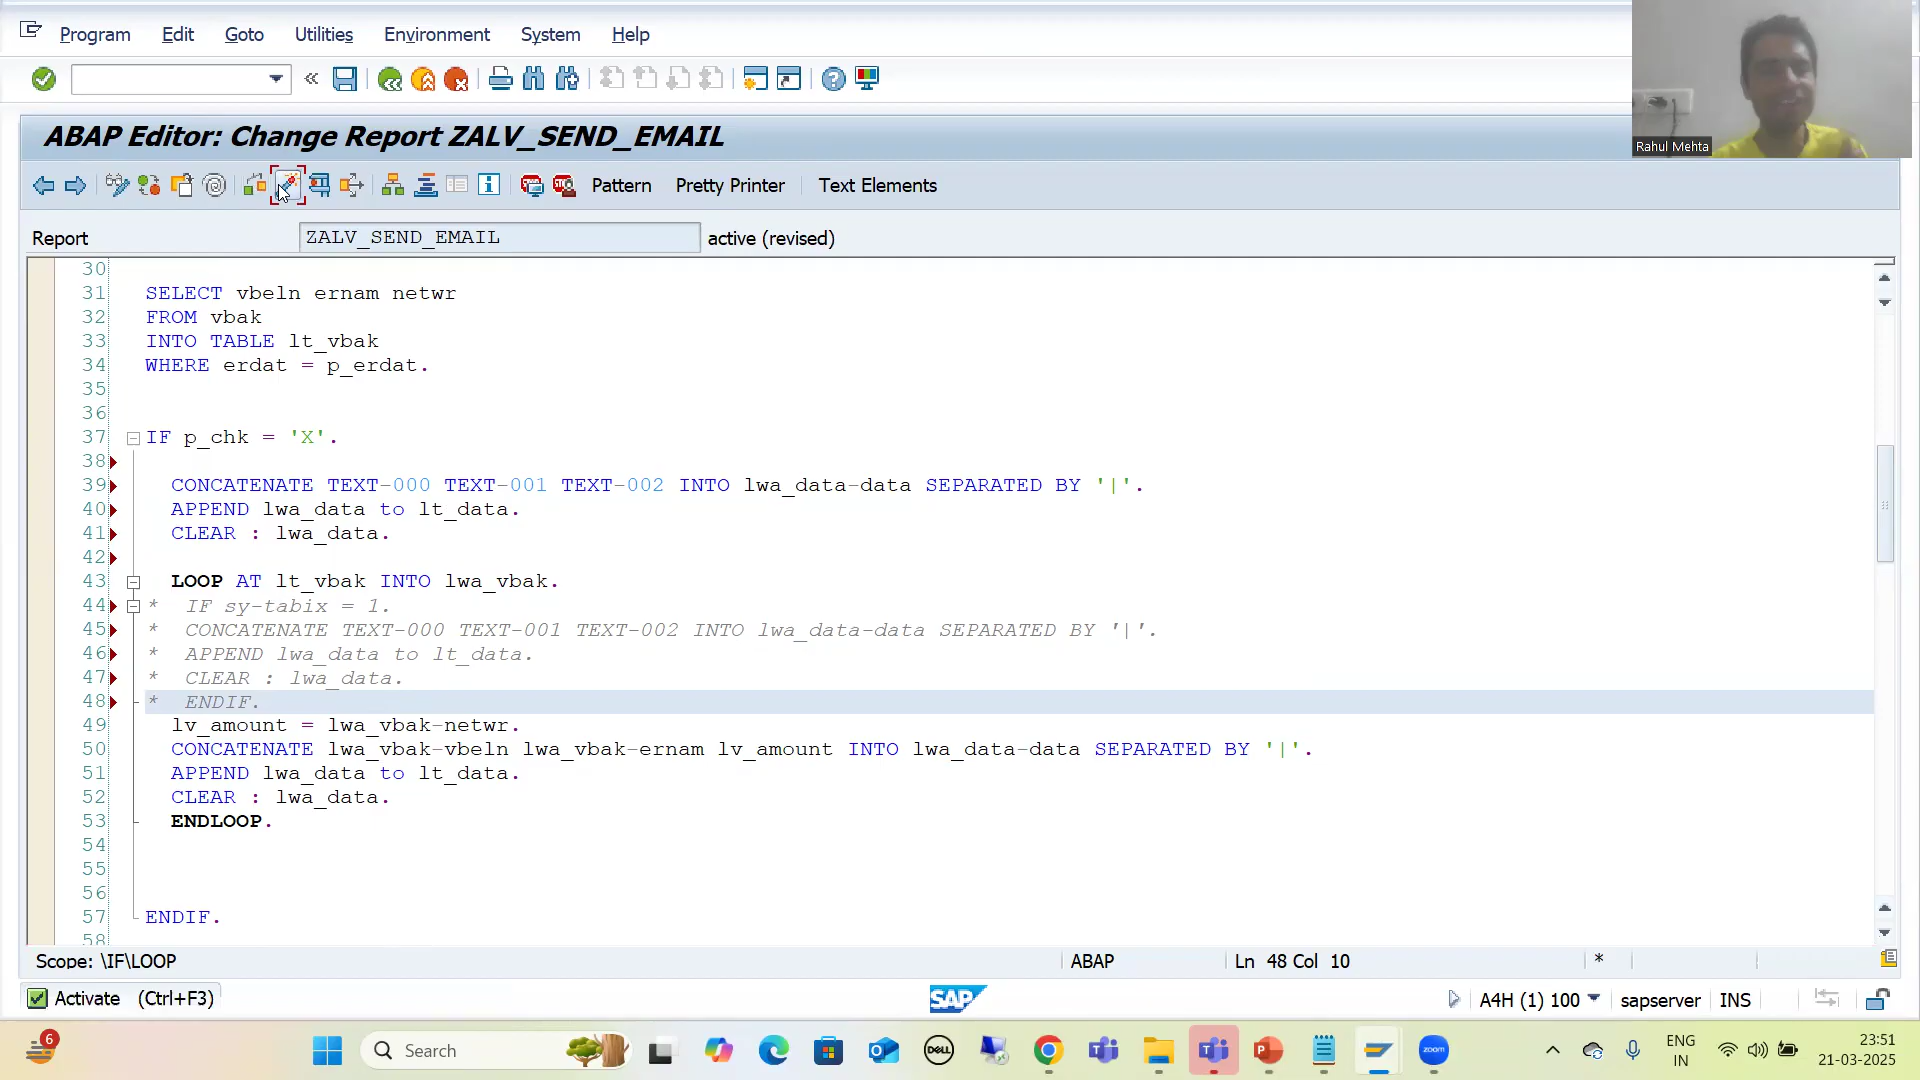 Program Edit Goto Utilities Environment System Help
Rahul Mehta
ABAP Editor: Change Report ZALV_SEND_EMAIL
Pattern Pretty Printer Text Elements
Report ZALV_SEND_EMAIL active (revised)
30
31 SELECT vbeln ernam netwr
32 FROM vbak
33 INTO TABLE lt_vbak
34 WHERE erdat = p_erdat.
35
36
37 IF p_chk = 'X'.
38
39 CONCATENATE TEXT-000 TEXT-001 TEXT-002 INTO lwa_data-data SEPARATED BY '|'.
40 APPEND lwa_data to lt_data.
41 CLEAR : lwa_data.
42
43 LOOP AT lt_vbak INTO lwa_vbak.
44 * IF sy-tabix = 1.
45 * CONCATENATE TEXT-000 TEXT-001 TEXT-002 INTO lwa_data-data SEPARATED BY '|'.
46 * APPEND lwa_data to lt_data.
47 * CLEAR : lwa_data.
48 * ENDIF.
49 lv_amount = lwa_vbak-netwr.
50 CONCATENATE lwa_vbak-vbeln lwa_vbak-ernam lv_amount INTO lwa_data-data SEPARATED BY '|'.
51 APPEND lwa_data to lt_data.
52 CLEAR : lwa_data.
53 ENDLOOP.
54
55
56
57 ENDIF.
58
Scope: \IF\LOOP ABAP Ln 48 Col 10 *
Activate (Ctrl+F3) SAP A4H (1) 100 sapserver INS
6 Search DELL zoom ENG 23:51
IN 21-03-2025